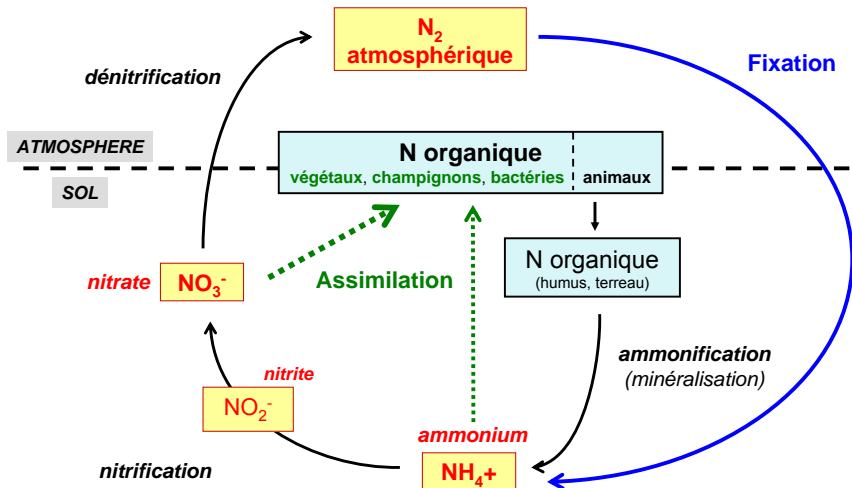 N₂
atmosphérique
Fixation
dénitrification
ATMOSPHERE
SOL
N organique
végétaux, champignons, bactéries
animaux
nitrate
NO₃⁻
Assimilation
N organique
(humus, terreau)
ammonification
(minéralisation)
nitrite
NO₂⁻
ammonium
NH₄+
nitrification